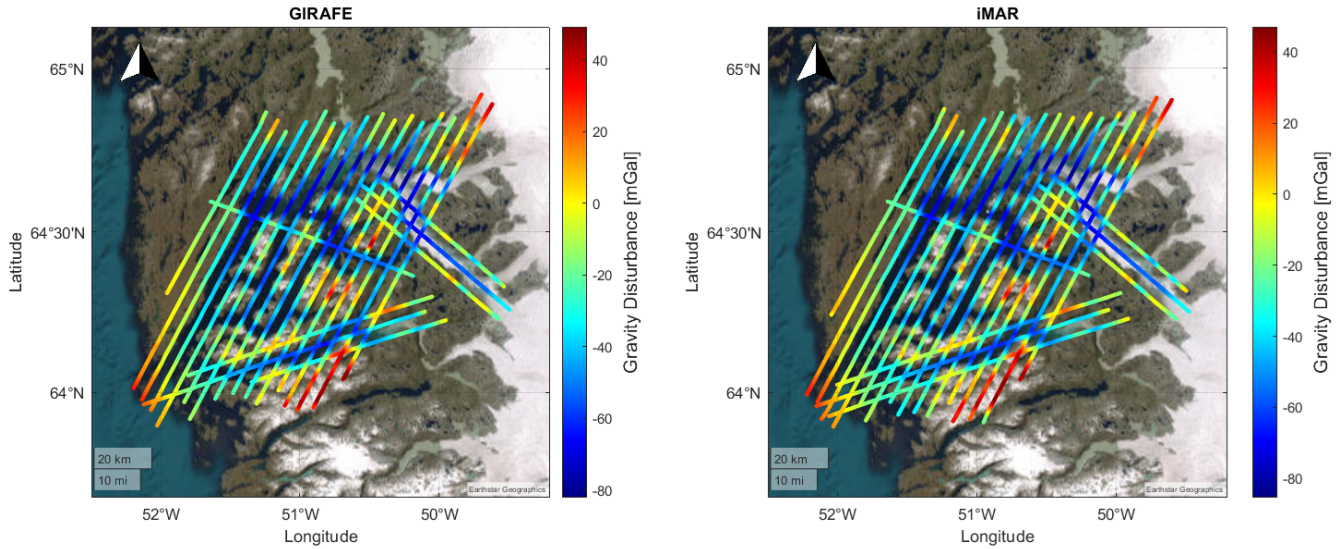 GIRAFE
65°N
64°30'N
64°N
Latitude
20 km
10 mi
Earthstar Geographics
52°W
51°W
50°W
Longitude
40
20
0
-20
-40
-60
-80
Gravity Disturbance [mGal]
iMAR
65°N
64°30'N
64°N
Latitude
20 km
10 mi
Earthstar Geographics
52°W
51°W
50°W
Longitude
40
20
0
-20
-40
-60
-80
Gravity Disturbance [mGal]